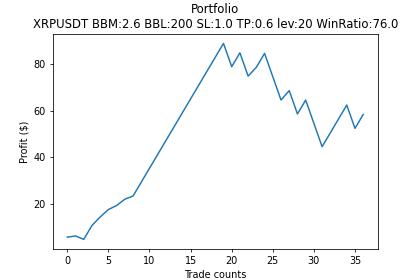 Portfolio
XRPUSDT BBM:2.6 BBL:200 SL:1.0 TP:0.6 lev:20 WinRatio:76.0
Profit ($)
80
60
40
20
0 5 10 15 20 25 30 35
Trade counts